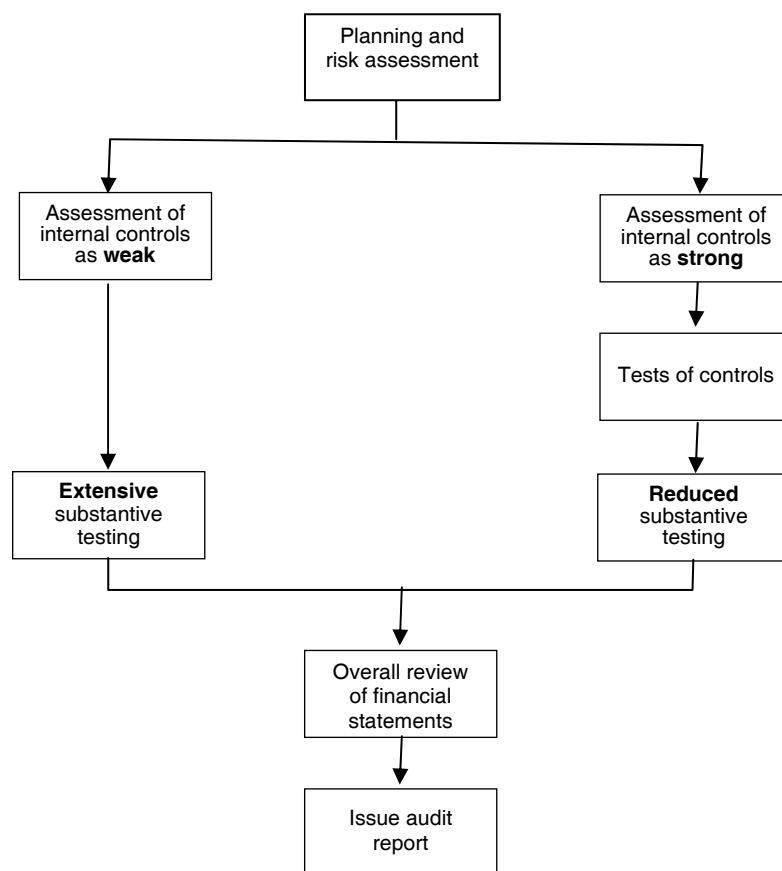 Planning and
risk assessment
Assessment of
internal controls
as weak
Assessment of
internal controls
as strong
Tests of controls
Extensive
substantive
testing
Reduced
substantive
testing
Overall review
of financial
statements
Issue audit
report